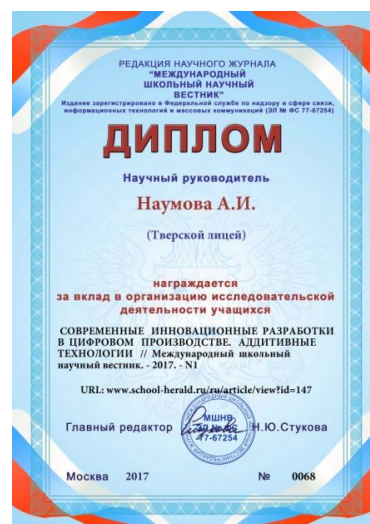 РЕДАКЦИЯ НАУЧНОГО ЖУРНАЛА
"МЕЖДУНАРОДНЫЙ
ШКОЛЬНЫЙ НАУЧНЫЙ
ВЕСТНИК"
Издание зарегистрировано в Федеральной службе по надзору в сфере связи,
информационных технологий и массовых коммуникаций (ЭЛ № ФС 77-67254)
ДИПЛОМ
Научный руководитель
Наумова А.И.
(Тверской лицей)
награждается
за вклад в организацию исследовательской
деятельности учащихся
СОВРЕМЕННЫЕ ИННОВАЦИОННЫЕ РАЗРАБОТКИ
В ЦИФРОВОМ ПРОИЗВОДСТВЕ. АДДИТИВНЫЕ
ТЕХНОЛОГИИ // Международный школьный
научный вестник. - 2017. - N1
URL: www.school-herald.ru/ru/article/view?id=147
МШНВ
Главный редактор Н.Ю.Стукова
77-67254
Москва 2017 № 0068